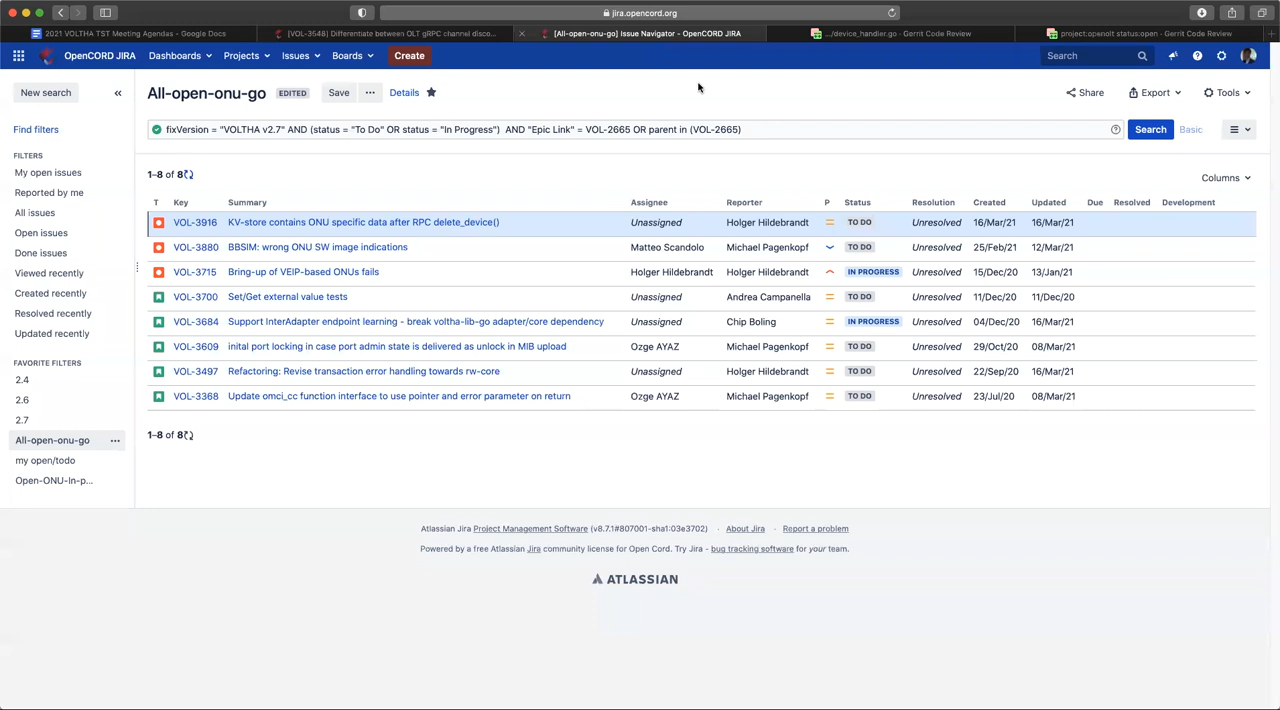 jira.opencord.org
2021 VOLTHA TST Meeting Agendas - Google Docs
[VOL-3548] Differentiate between OLT gRPC channel disco...
[All-open-onu-go] Issue Navigator - OpenCORD JIRA
.../device_handler.go · Gerrit Code Review
project:openolt status:open · Gerrit Code Review
OpenCORD JIRA Dashboards Projects Issues Boards Create Search
New search
All-open-onu-go EDITED Save Details Share Export Tools
Find filters
fixVersion = "VOLTHA v2.7" AND (status = "To Do" OR status = "In Progress") AND "Epic Link" = VOL-2665 OR parent in (VOL-2665)
Search Basic
FILTERS
My open issues
Reported by me
All issues
Open issues
Done issues
Viewed recently
Created recently
Resolved recently
Updated recently
FAVORITE FILTERS
2.4
2.6
2.7
All-open-onu-go
my open/todo
Open-ONU-In-p...
1–8 of 8
Columns
T Key Summary Assignee Reporter P Status Resolution Created Updated Due Resolved Development
VOL-3916 KV-store contains ONU specific data after RPC delete_device() Unassigned Holger Hildebrandt TO DO Unresolved 16/Mar/21 16/Mar/21
VOL-3880 BBSIM: wrong ONU SW image indications Matteo Scandolo Michael Pagenkopf TO DO Unresolved 25/Feb/21 12/Mar/21
VOL-3715 Bring-up of VEIP-based ONUs fails Holger Hildebrandt Holger Hildebrandt IN PROGRESS Unresolved 15/Dec/20 13/Jan/21
VOL-3700 Set/Get external value tests Unassigned Andrea Campanella TO DO Unresolved 11/Dec/20 11/Dec/20
VOL-3684 Support InterAdapter endpoint learning - break voltha-lib-go adapter/core dependency Unassigned Chip Boling IN PROGRESS Unresolved 04/Dec/20 16/Mar/21
VOL-3609 inital port locking in case port admin state is delivered as unlock in MIB upload Ozge AYAZ Michael Pagenkopf TO DO Unresolved 29/Oct/20 08/Mar/21
VOL-3497 Refactoring: Revise transaction error handling towards rw-core Unassigned Holger Hildebrandt TO DO Unresolved 22/Sep/20 16/Mar/21
VOL-3368 Update omci_cc function interface to use pointer and error parameter on return Ozge AYAZ Michael Pagenkopf TO DO Unresolved 23/Jul/20 08/Mar/21
1–8 of 8
Atlassian Jira Project Management Software (v8.7.1#807001-sha1:03e3702) · About Jira · Report a problem
Powered by a free Atlassian Jira community license for Open Cord. Try Jira - bug tracking software for your team.
ATLASSIAN